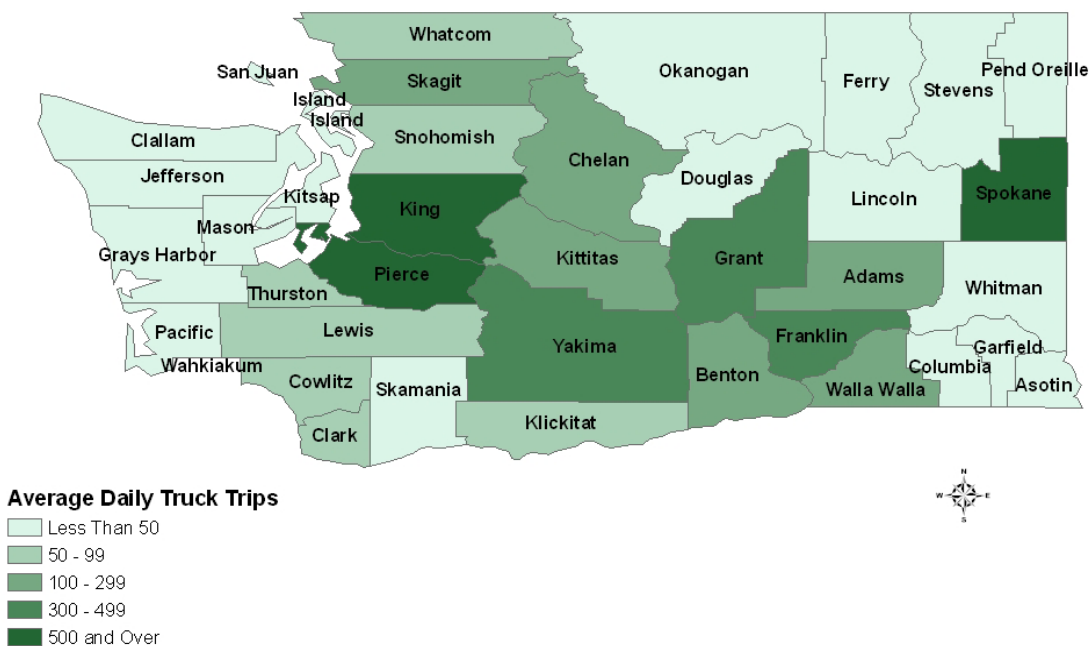 Whatcom
San Juan
Skagit
Okanogan
Ferry
Stevens
Pend Oreille
Island
Island
Clallam
Snohomish
Chelan
Jefferson
Kitsap
Douglas
Lincoln
Spokane
King
Mason
Grays Harbor
Pierce
Kittitas
Grant
Adams
Whitman
Thurston
Pacific
Lewis
Yakima
Franklin
Garfield
Wahkiakum
Cowlitz
Skamania
Benton
Walla Walla
Columbia
Asotin
Clark
Klickitat
N
W E
S
Average Daily Truck Trips
Less Than 50
50 - 99
100 - 299
300 - 499
500 and Over